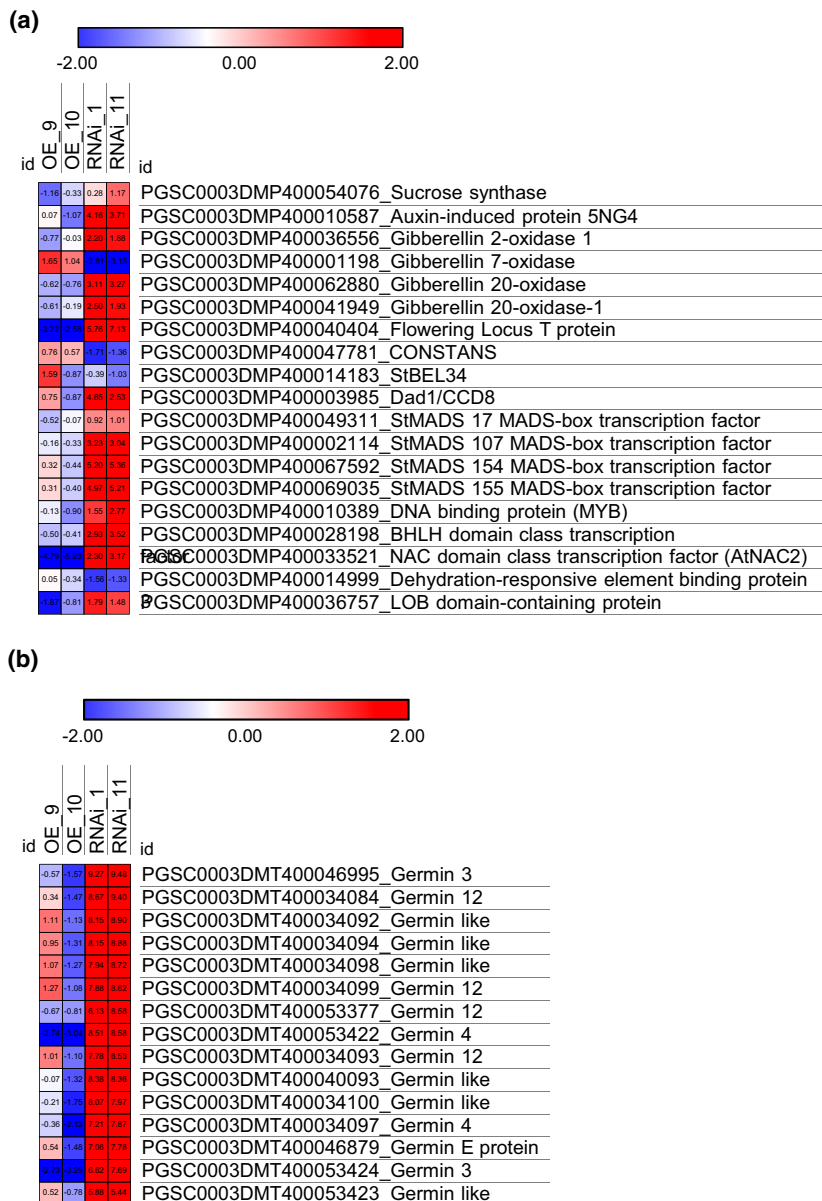 (a)
-2.00 0.00 2.00
id OE_9 OE_10 RNAi_1 RNAi_11 id
-1.16 -0.33 0.28 1.17 PGSC0003DMP400054076_Sucrose synthase
0.07 -1.07 4.16 3.71 PGSC0003DMP400010587_Auxin-induced protein 5NG4
-0.77 -0.03 2.20 1.88 PGSC0003DMP400036556_Gibberellin 2-oxidase 1
1.65 1.04 PGSC0003DMP400001198_Gibberellin 7-oxidase
-0.62 -0.76 3.11 3.27 PGSC0003DMP400062880_Gibberellin 20-oxidase
-0.61 -0.19 2.50 1.93 PGSC0003DMP400041949_Gibberellin 20-oxidase-1
5.76 7.13 PGSC0003DMP400040404_Flowering Locus T protein
0.76 0.57 -1.71 -1.36 PGSC0003DMP400047781_CONSTANS
1.59 -0.87 -0.39 -1.03 PGSC0003DMP400014183_StBEL34
0.75 -0.87 4.65 2.53 PGSC0003DMP400003985_Dad1/CCD8
-0.52 -0.07 0.92 1.01 PGSC0003DMP400049311_StMADS 17 MADS-box transcription factor
-0.16 -0.33 3.23 3.04 PGSC0003DMP400002114_StMADS 107 MADS-box transcription factor
0.32 -0.44 5.20 5.36 PGSC0003DMP400067592_StMADS 154 MADS-box transcription factor
0.31 -0.40 4.97 5.21 PGSC0003DMP400069035_StMADS 155 MADS-box transcription factor
-0.13 -0.90 1.55 2.77 PGSC0003DMP400010389_DNA binding protein (MYB)
-0.50 -0.41 2.93 3.52 PGSC0003DMP400028198_BHLH domain class transcription
factor
2.30 3.17 PGSC0003DMP400033521_NAC domain class transcription factor (AtNAC2)
0.05 -0.34 -1.56 -1.33 PGSC0003DMP400014999_Dehydration-responsive element binding protein
3
-1.87 -0.81 1.79 1.48 PGSC0003DMP400036757_LOB domain-containing protein
(b)
-2.00 0.00 2.00
id OE_9 OE_10 RNAi_1 RNAi_11 id
-0.57 -1.57 9.27 9.48 PGSC0003DMT400046995_Germin 3
0.34 -1.47 8.67 9.40 PGSC0003DMT400034084_Germin 12
1.11 -1.13 8.15 8.90 PGSC0003DMT400034092_Germin like
0.95 -1.31 8.15 8.88 PGSC0003DMT400034094_Germin like
1.07 -1.27 7.94 8.72 PGSC0003DMT400034098_Germin like
1.27 -1.08 7.88 8.62 PGSC0003DMT400034099_Germin 12
-0.67 -0.81 6.13 8.58 PGSC0003DMT400053377_Germin 12
8.51 8.58 PGSC0003DMT400053422_Germin 4
1.01 -1.10 7.78 8.53 PGSC0003DMT400034093_Germin 12
-0.07 -1.32 8.38 8.36 PGSC0003DMT400040093_Germin like
-0.21 -1.75 8.07 7.97 PGSC0003DMT400034100_Germin like
-0.36 7.21 7.87 PGSC0003DMT400034097_Germin 4
0.54 -1.48 7.06 7.78 PGSC0003DMT400046879_Germin E protein
6.62 7.69 PGSC0003DMT400053424_Germin 3
0.52 -0.78 5.88 5.44 PGSC0003DMT400053423_Germin like